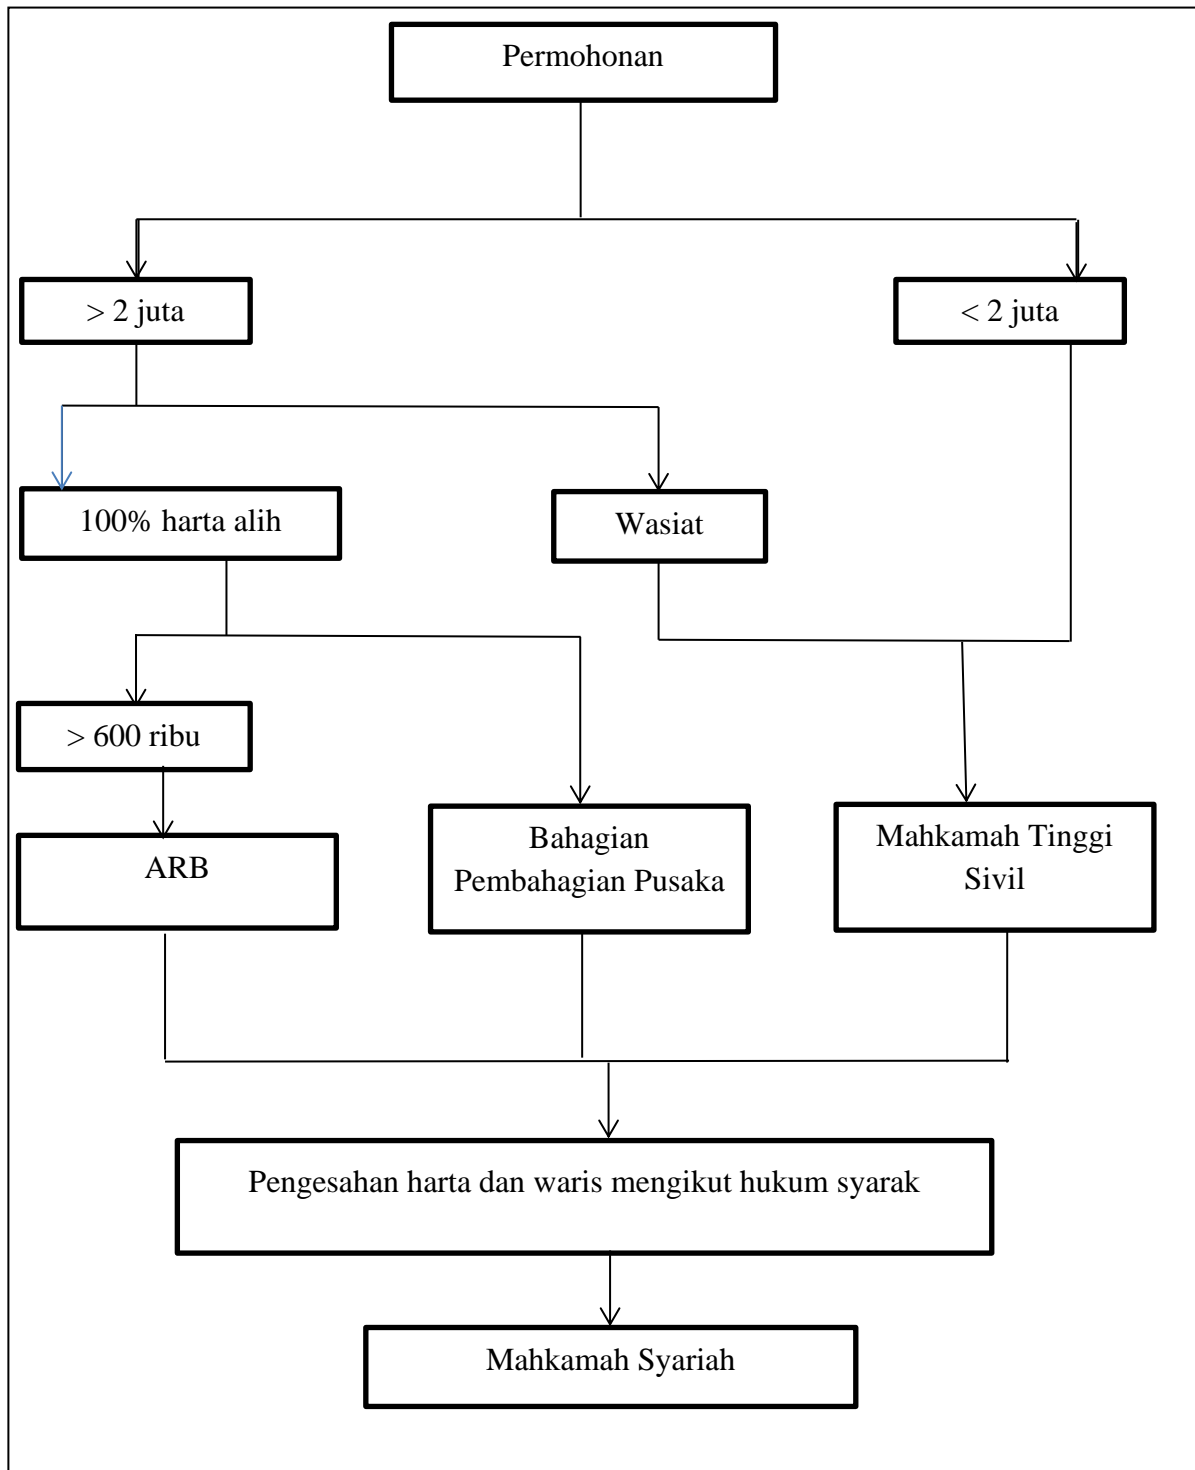 Permohonan
> 2 juta
< 2 juta
100% harta alih
Wasiat
> 600 ribu
ARB
Bahagian
Pembahagian Pusaka
Mahkamah Tinggi
Sivil
Pengesahan harta dan waris mengikut hukum syarak
Mahkamah Syariah